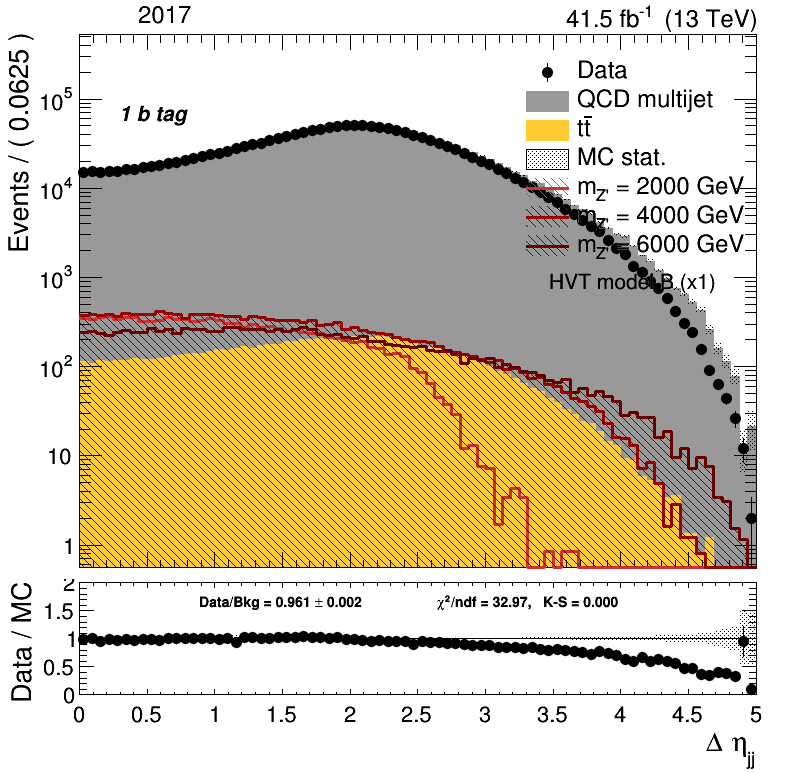 2017 41.5 fb⁻¹ (13 TeV)
Events / ( 0.0625 )
1 b tag
Data
QCD multijet
tt̄
MC stat.
m_Z' = 2000 GeV
m_Z' = 4000 GeV
m_Z' = 6000 GeV
HVT model B (x1)
10⁵
10⁴
10³
10²
10
1
Data / MC
Data/Bkg = 0.961 ± 0.002 χ²/ndf = 32.97, K-S = 0.000
2
1.5
1
0.5
0
0 0.5 1 1.5 2 2.5 3 3.5 4 4.5 5
Δ η_jj